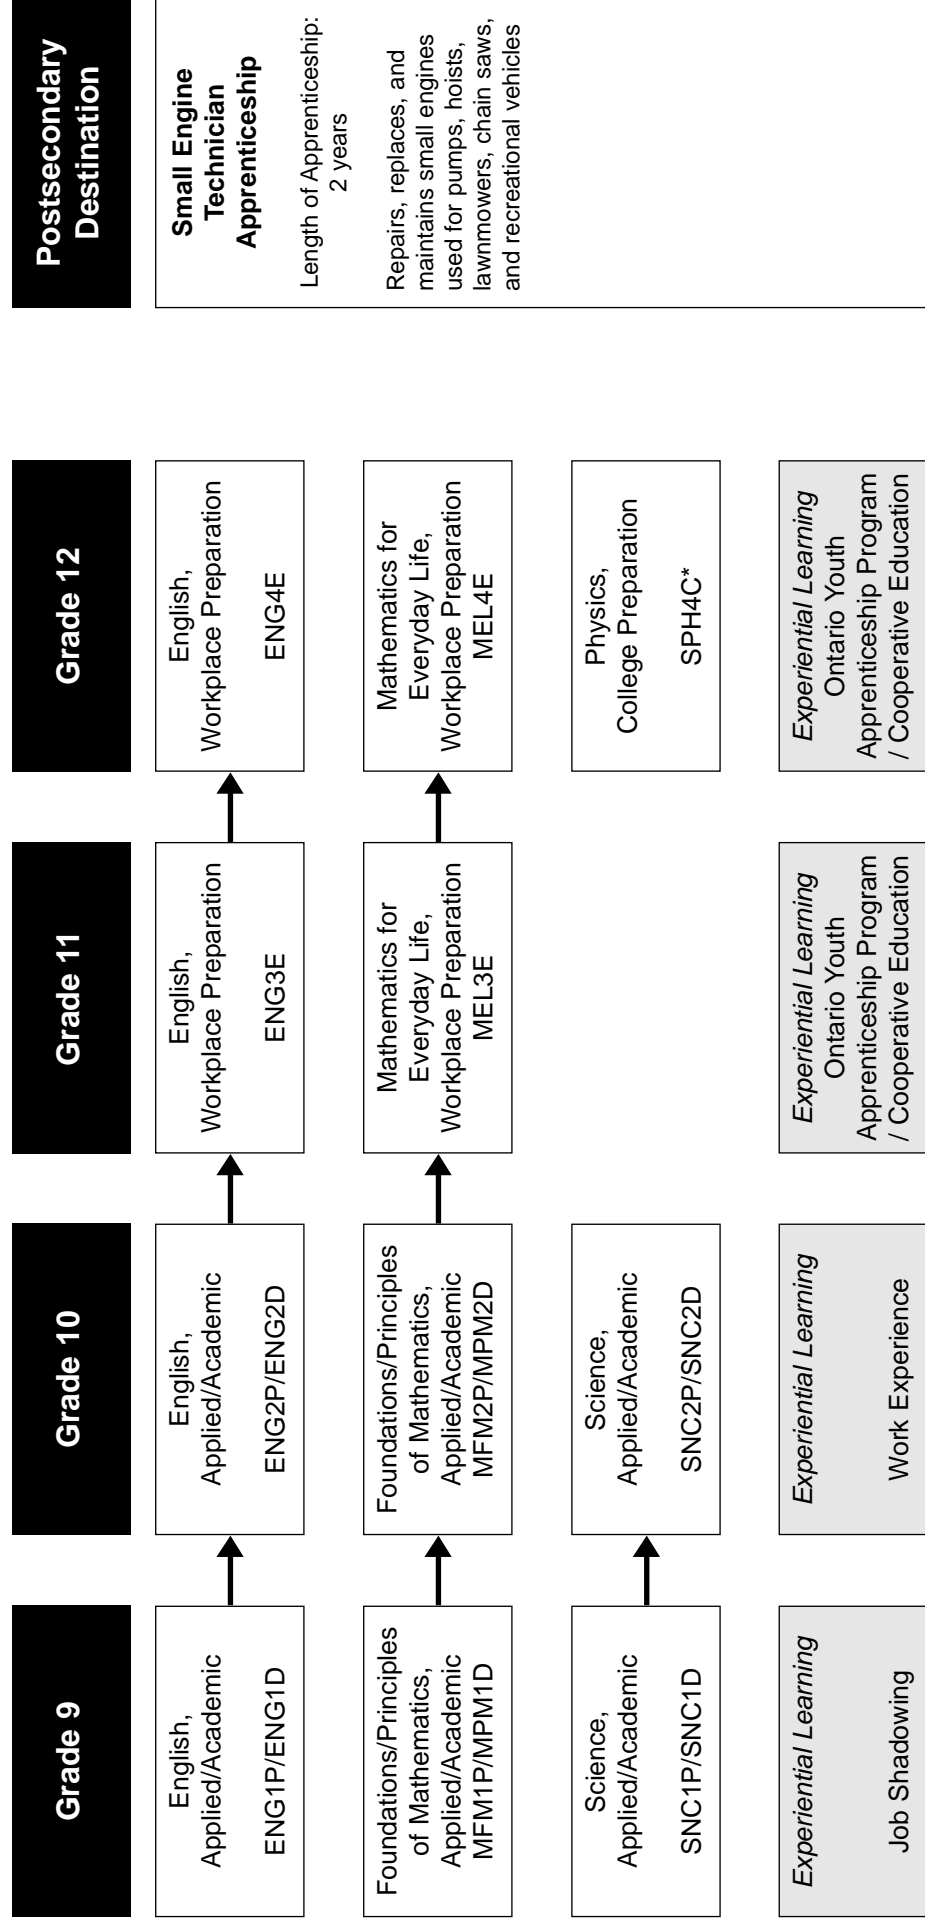 Grade 9
Grade 10
Grade 11
Grade 12
Postsecondary
Destination
English,
Applied/Academic
ENG1P/ENG1D
English,
Applied/Academic
ENG2P/ENG2D
English,
Workplace Preparation
ENG3E
English,
Workplace Preparation
ENG4E
Small Engine
Technician
Apprenticeship
Length of Apprenticeship:
2 years
Repairs, replaces, and
maintains small engines
used for pumps, hoists,
lawnmowers, chain saws,
and recreational vehicles
Foundations/Principles
of Mathematics,
Applied/Academic
MFM1P/MPM1D
Foundations/Principles
of Mathematics,
Applied/Academic
MFM2P/MPM2D
Mathematics for
Everyday Life,
Workplace Preparation
MEL3E
Mathematics for
Everyday Life,
Workplace Preparation
MEL4E
Science,
Applied/Academic
SNC1P/SNC1D
Science,
Applied/Academic
SNC2P/SNC2D
Physics,
College Preparation
SPH4C*
Experiential Learning
Job Shadowing
Experiential Learning
Work Experience
Experiential Learning
Ontario Youth
Apprenticeship Program
/ Cooperative Education
Experiential Learning
Ontario Youth
Apprenticeship Program
/ Cooperative Education